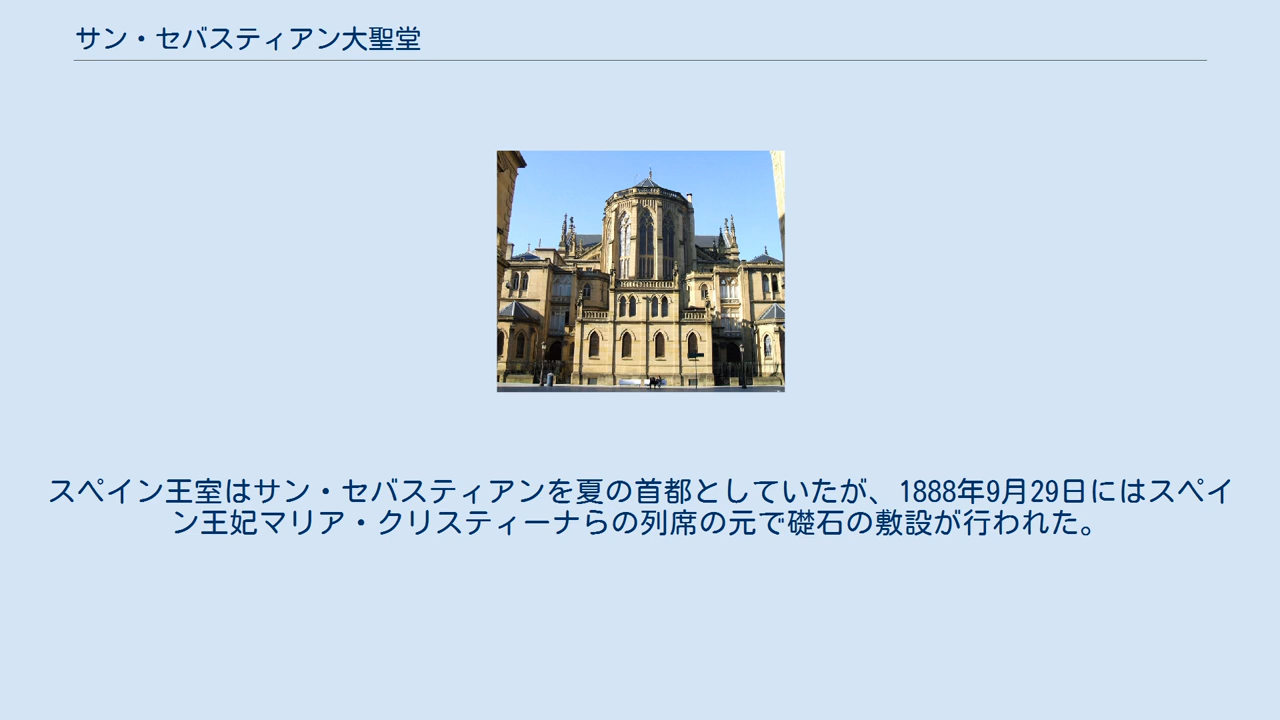 サン・セバスティアン大聖堂
スペイン王室はサン・セバスティアンを夏の首都としていたが、1888年9月29日にはスペイ
ン王妃マリア・クリスティーナらの列席の元で礎石の敷設が行われた。